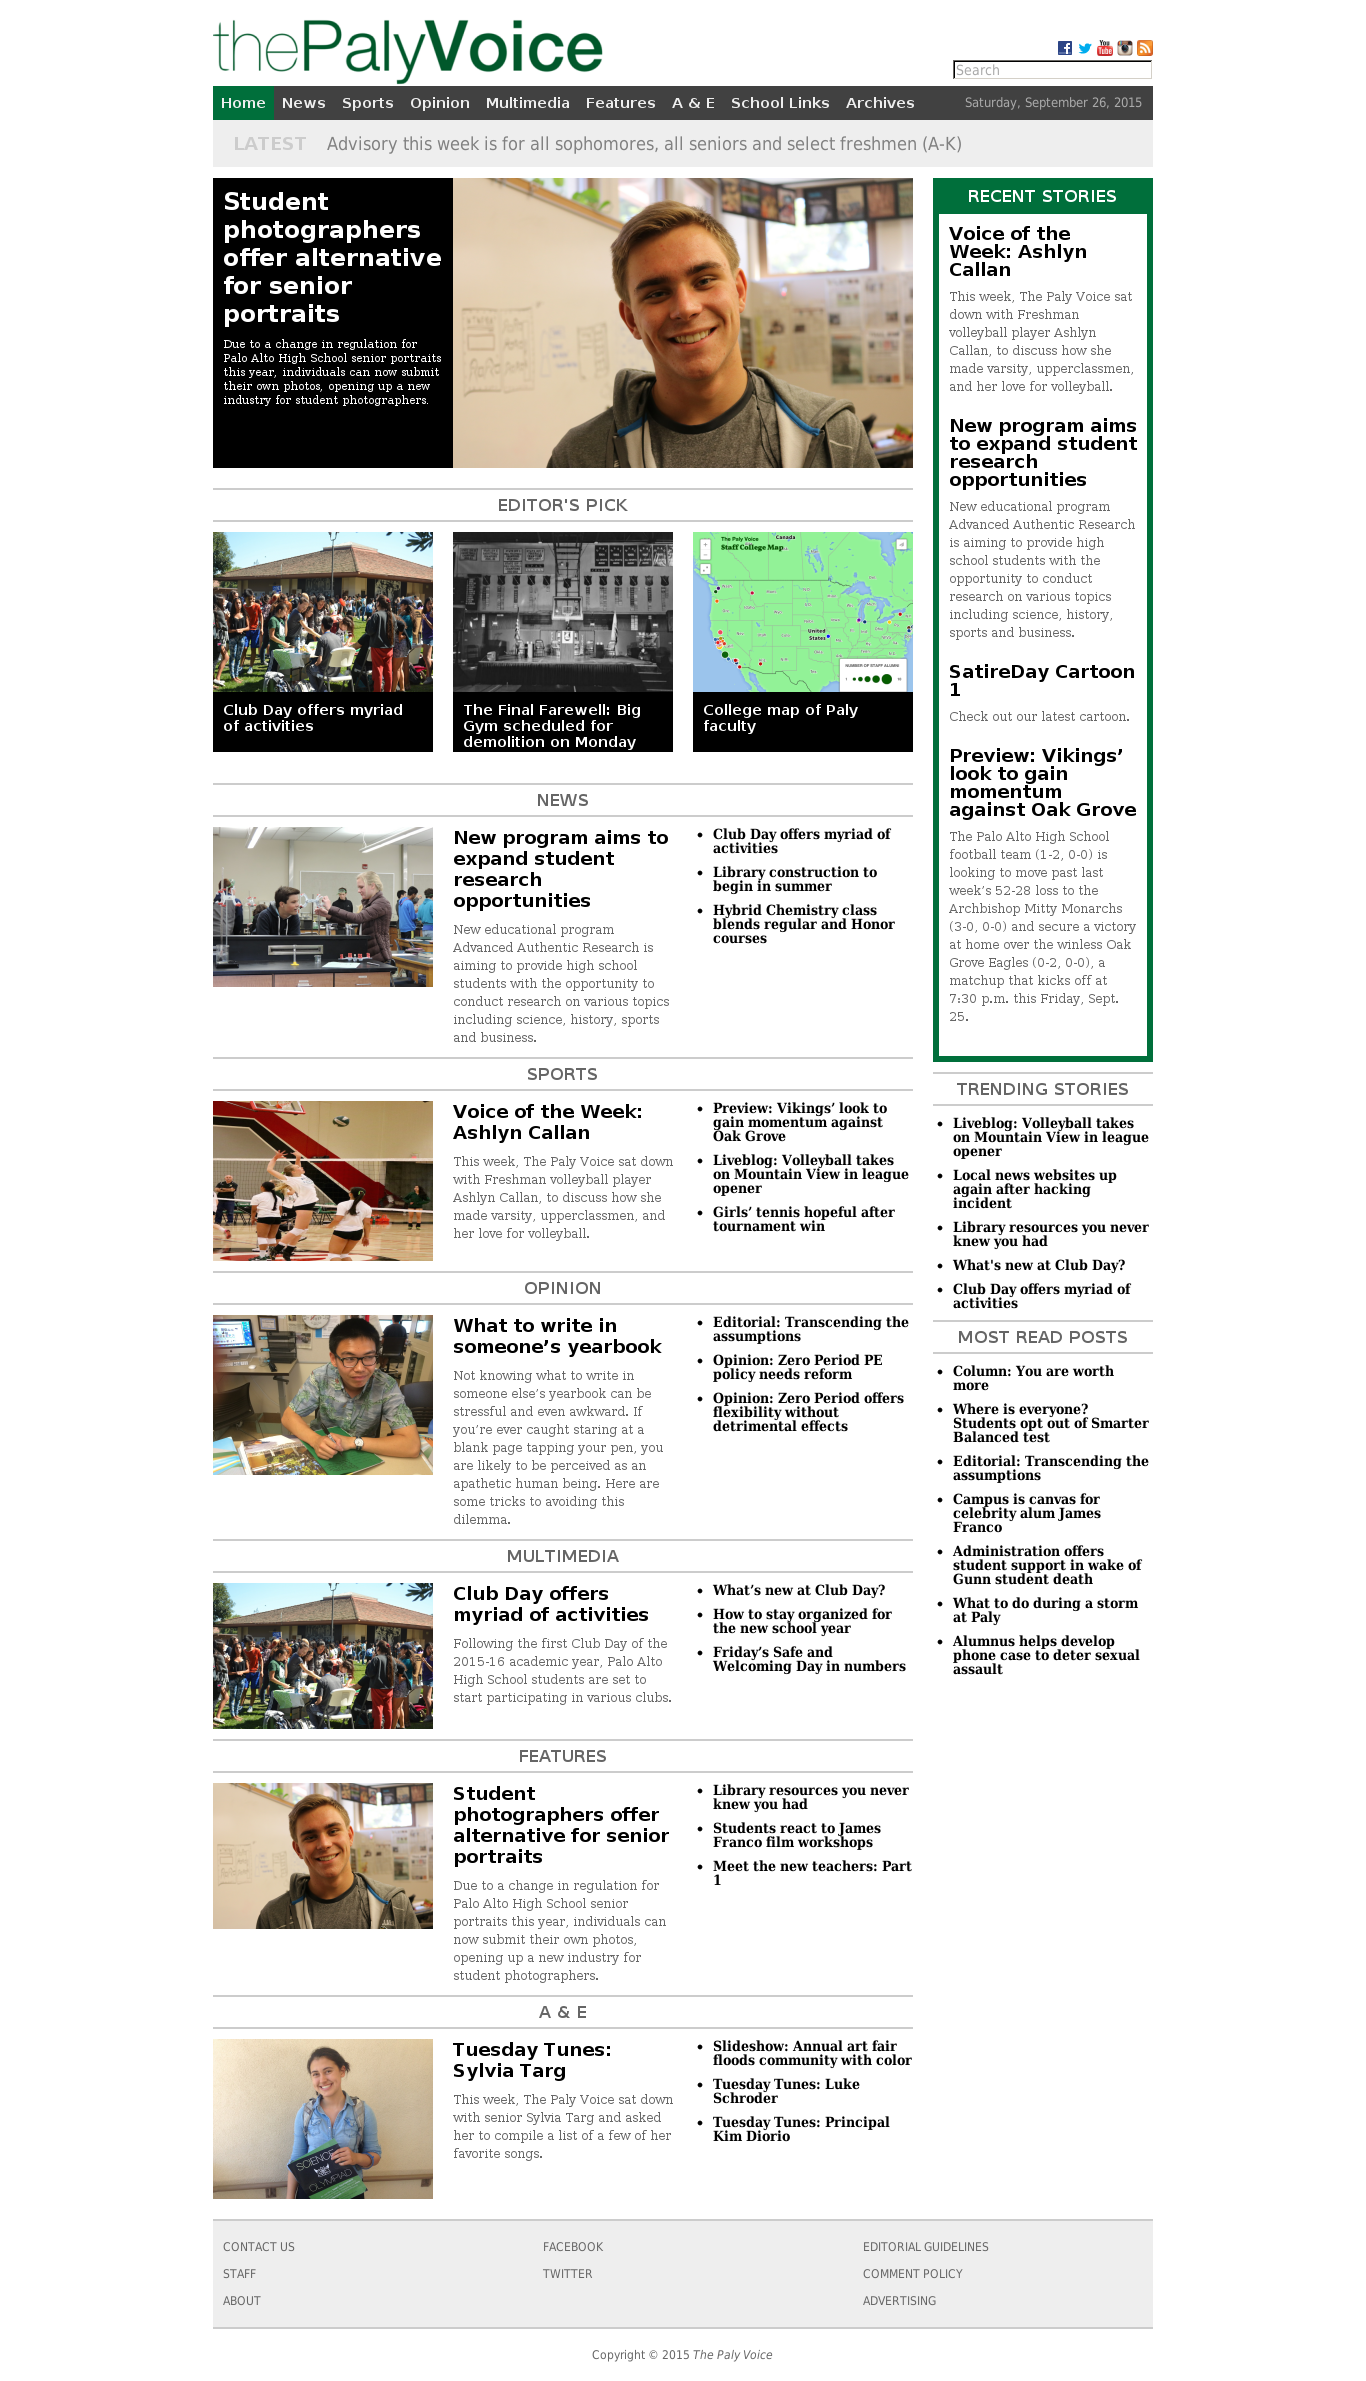 thePalyVoice
Search
Home News Sports Opinion Multimedia Features A & E School Links Archives Saturday, September 26, 2015
LATEST Advisory this week is for all sophomores, all seniors and select freshmen (A-K)
Student
photographers
offer alternative
for senior
portraits
Due to a change in regulation for
Palo Alto High School senior portraits
this year, individuals can now submit
their own photos, opening up a new
industry for student photographers.
EDITOR'S PICK
The Paly Voice
Staff College Map
Canada
United
States
NUMBER OF STAFF ALUMNI
Club Day offers myriad
of activities
The Final Farewell: Big
Gym scheduled for
demolition on Monday
College map of Paly
faculty
NEWS
New program aims to
expand student
research
opportunities
New educational program
Advanced Authentic Research is
aiming to provide high school
students with the opportunity to
conduct research on various topics
including science, history, sports
and business.
Club Day offers myriad of
activities
Library construction to
begin in summer
Hybrid Chemistry class
blends regular and Honor
courses
SPORTS
Voice of the Week:
Ashlyn Callan
This week, The Paly Voice sat down
with Freshman volleyball player
Ashlyn Callan, to discuss how she
made varsity, upperclassmen, and
her love for volleyball.
Preview: Vikings’ look to
gain momentum against
Oak Grove
Liveblog: Volleyball takes
on Mountain View in league
opener
Girls’ tennis hopeful after
tournament win
OPINION
What to write in
someone’s yearbook
Not knowing what to write in
someone else’s yearbook can be
stressful and even awkward. If
you’re ever caught staring at a
blank page tapping your pen, you
are likely to be perceived as an
apathetic human being. Here are
some tricks to avoiding this
dilemma.
Editorial: Transcending the
assumptions
Opinion: Zero Period PE
policy needs reform
Opinion: Zero Period offers
flexibility without
detrimental effects
MULTIMEDIA
Club Day offers
myriad of activities
Following the first Club Day of the
2015-16 academic year, Palo Alto
High School students are set to
start participating in various clubs.
What’s new at Club Day?
How to stay organized for
the new school year
Friday’s Safe and
Welcoming Day in numbers
FEATURES
Student
photographers offer
alternative for senior
portraits
Due to a change in regulation for
Palo Alto High School senior
portraits this year, individuals can
now submit their own photos,
opening up a new industry for
student photographers.
Library resources you never
knew you had
Students react to James
Franco film workshops
Meet the new teachers: Part
1
A & E
SCIENCE
OLYMPIAD
Tuesday Tunes:
Sylvia Targ
This week, The Paly Voice sat down
with senior Sylvia Targ and asked
her to compile a list of a few of her
favorite songs.
Slideshow: Annual art fair
floods community with color
Tuesday Tunes: Luke
Schroder
Tuesday Tunes: Principal
Kim Diorio
RECENT STORIES
Voice of the
Week: Ashlyn
Callan
This week, The Paly Voice sat
down with Freshman
volleyball player Ashlyn
Callan, to discuss how she
made varsity, upperclassmen,
and her love for volleyball.
New program aims
to expand student
research
opportunities
New educational program
Advanced Authentic Research
is aiming to provide high
school students with the
opportunity to conduct
research on various topics
including science, history,
sports and business.
SatireDay Cartoon
1
Check out our latest cartoon.
Preview: Vikings’
look to gain
momentum
against Oak Grove
The Palo Alto High School
football team (1-2, 0-0) is
looking to move past last
week’s 52-28 loss to the
Archbishop Mitty Monarchs
(3-0, 0-0) and secure a victory
at home over the winless Oak
Grove Eagles (0-2, 0-0), a
matchup that kicks off at
7:30 p.m. this Friday, Sept.
25.
TRENDING STORIES
Liveblog: Volleyball takes
on Mountain View in league
opener
Local news websites up
again after hacking
incident
Library resources you never
knew you had
What's new at Club Day?
Club Day offers myriad of
activities
MOST READ POSTS
Column: You are worth
more
Where is everyone?
Students opt out of Smarter
Balanced test
Editorial: Transcending the
assumptions
Campus is canvas for
celebrity alum James
Franco
Administration offers
student support in wake of
Gunn student death
What to do during a storm
at Paly
Alumnus helps develop
phone case to deter sexual
assault
CONTACT US
STAFF
ABOUT
FACEBOOK
TWITTER
EDITORIAL GUIDELINES
COMMENT POLICY
ADVERTISING
Copyright © 2015 The Paly Voice